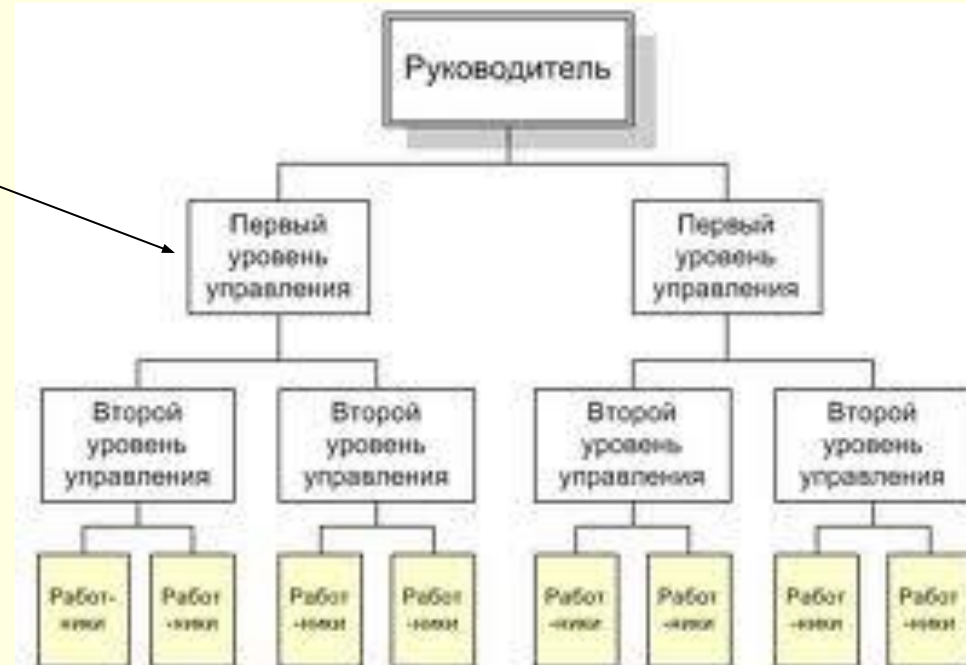 Руководитель
Первый
уровень
управления
Первый
уровень
управления
Второй
уровень
управления
Второй
уровень
управления
Второй
уровень
управления
Второй
уровень
управления
Работ-
ники
Работ
-ники
Работ
-ники
Работ
-ники
Работ
-ники
Работ
-ники
Работ
-ники
Работ
-ники